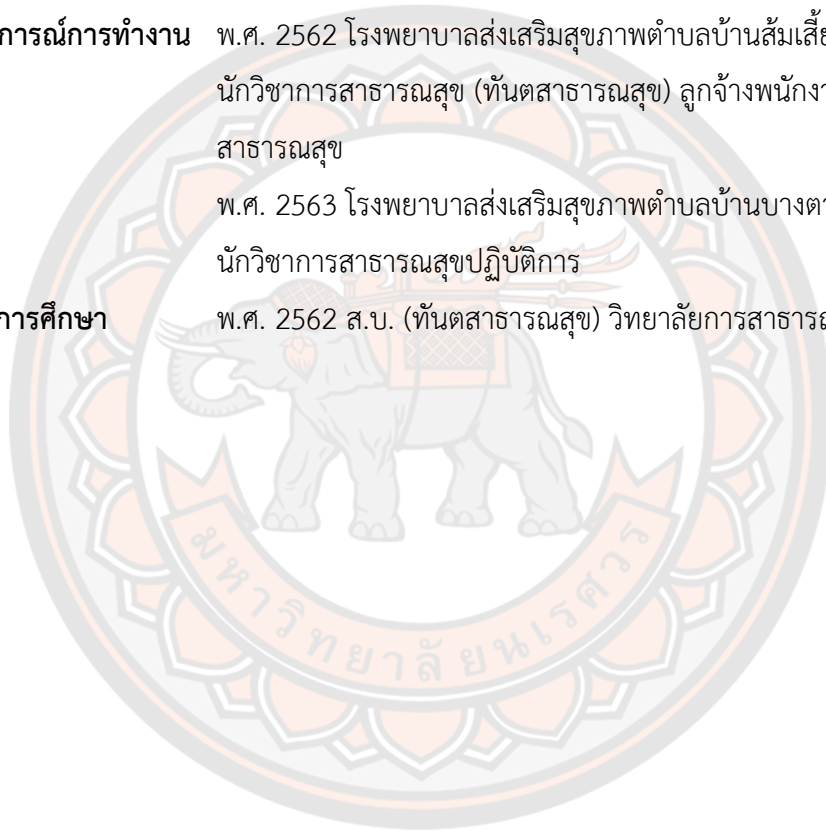 การณ์การทำงาน พ.ศ. 2562 โรงพยาบาลส่งเสริมสุขภาพตำบลบ้านส้มเสี้ย
นักวิชาการสาธารณสุข (ทันตสาธารณสุข) ลูกจ้างพนักงา
สาธารณสุข
พ.ศ. 2563 โรงพยาบาลส่งเสริมสุขภาพตำบลบ้านบางตา
นักวิชาการสาธารณสุขปฏิบัติการ
การศึกษา พ.ศ. 2562 ส.บ. (ทันตสาธารณสุข) วิทยาลัยการสาธารณ
มหาวิทยาลัยนเรศวร